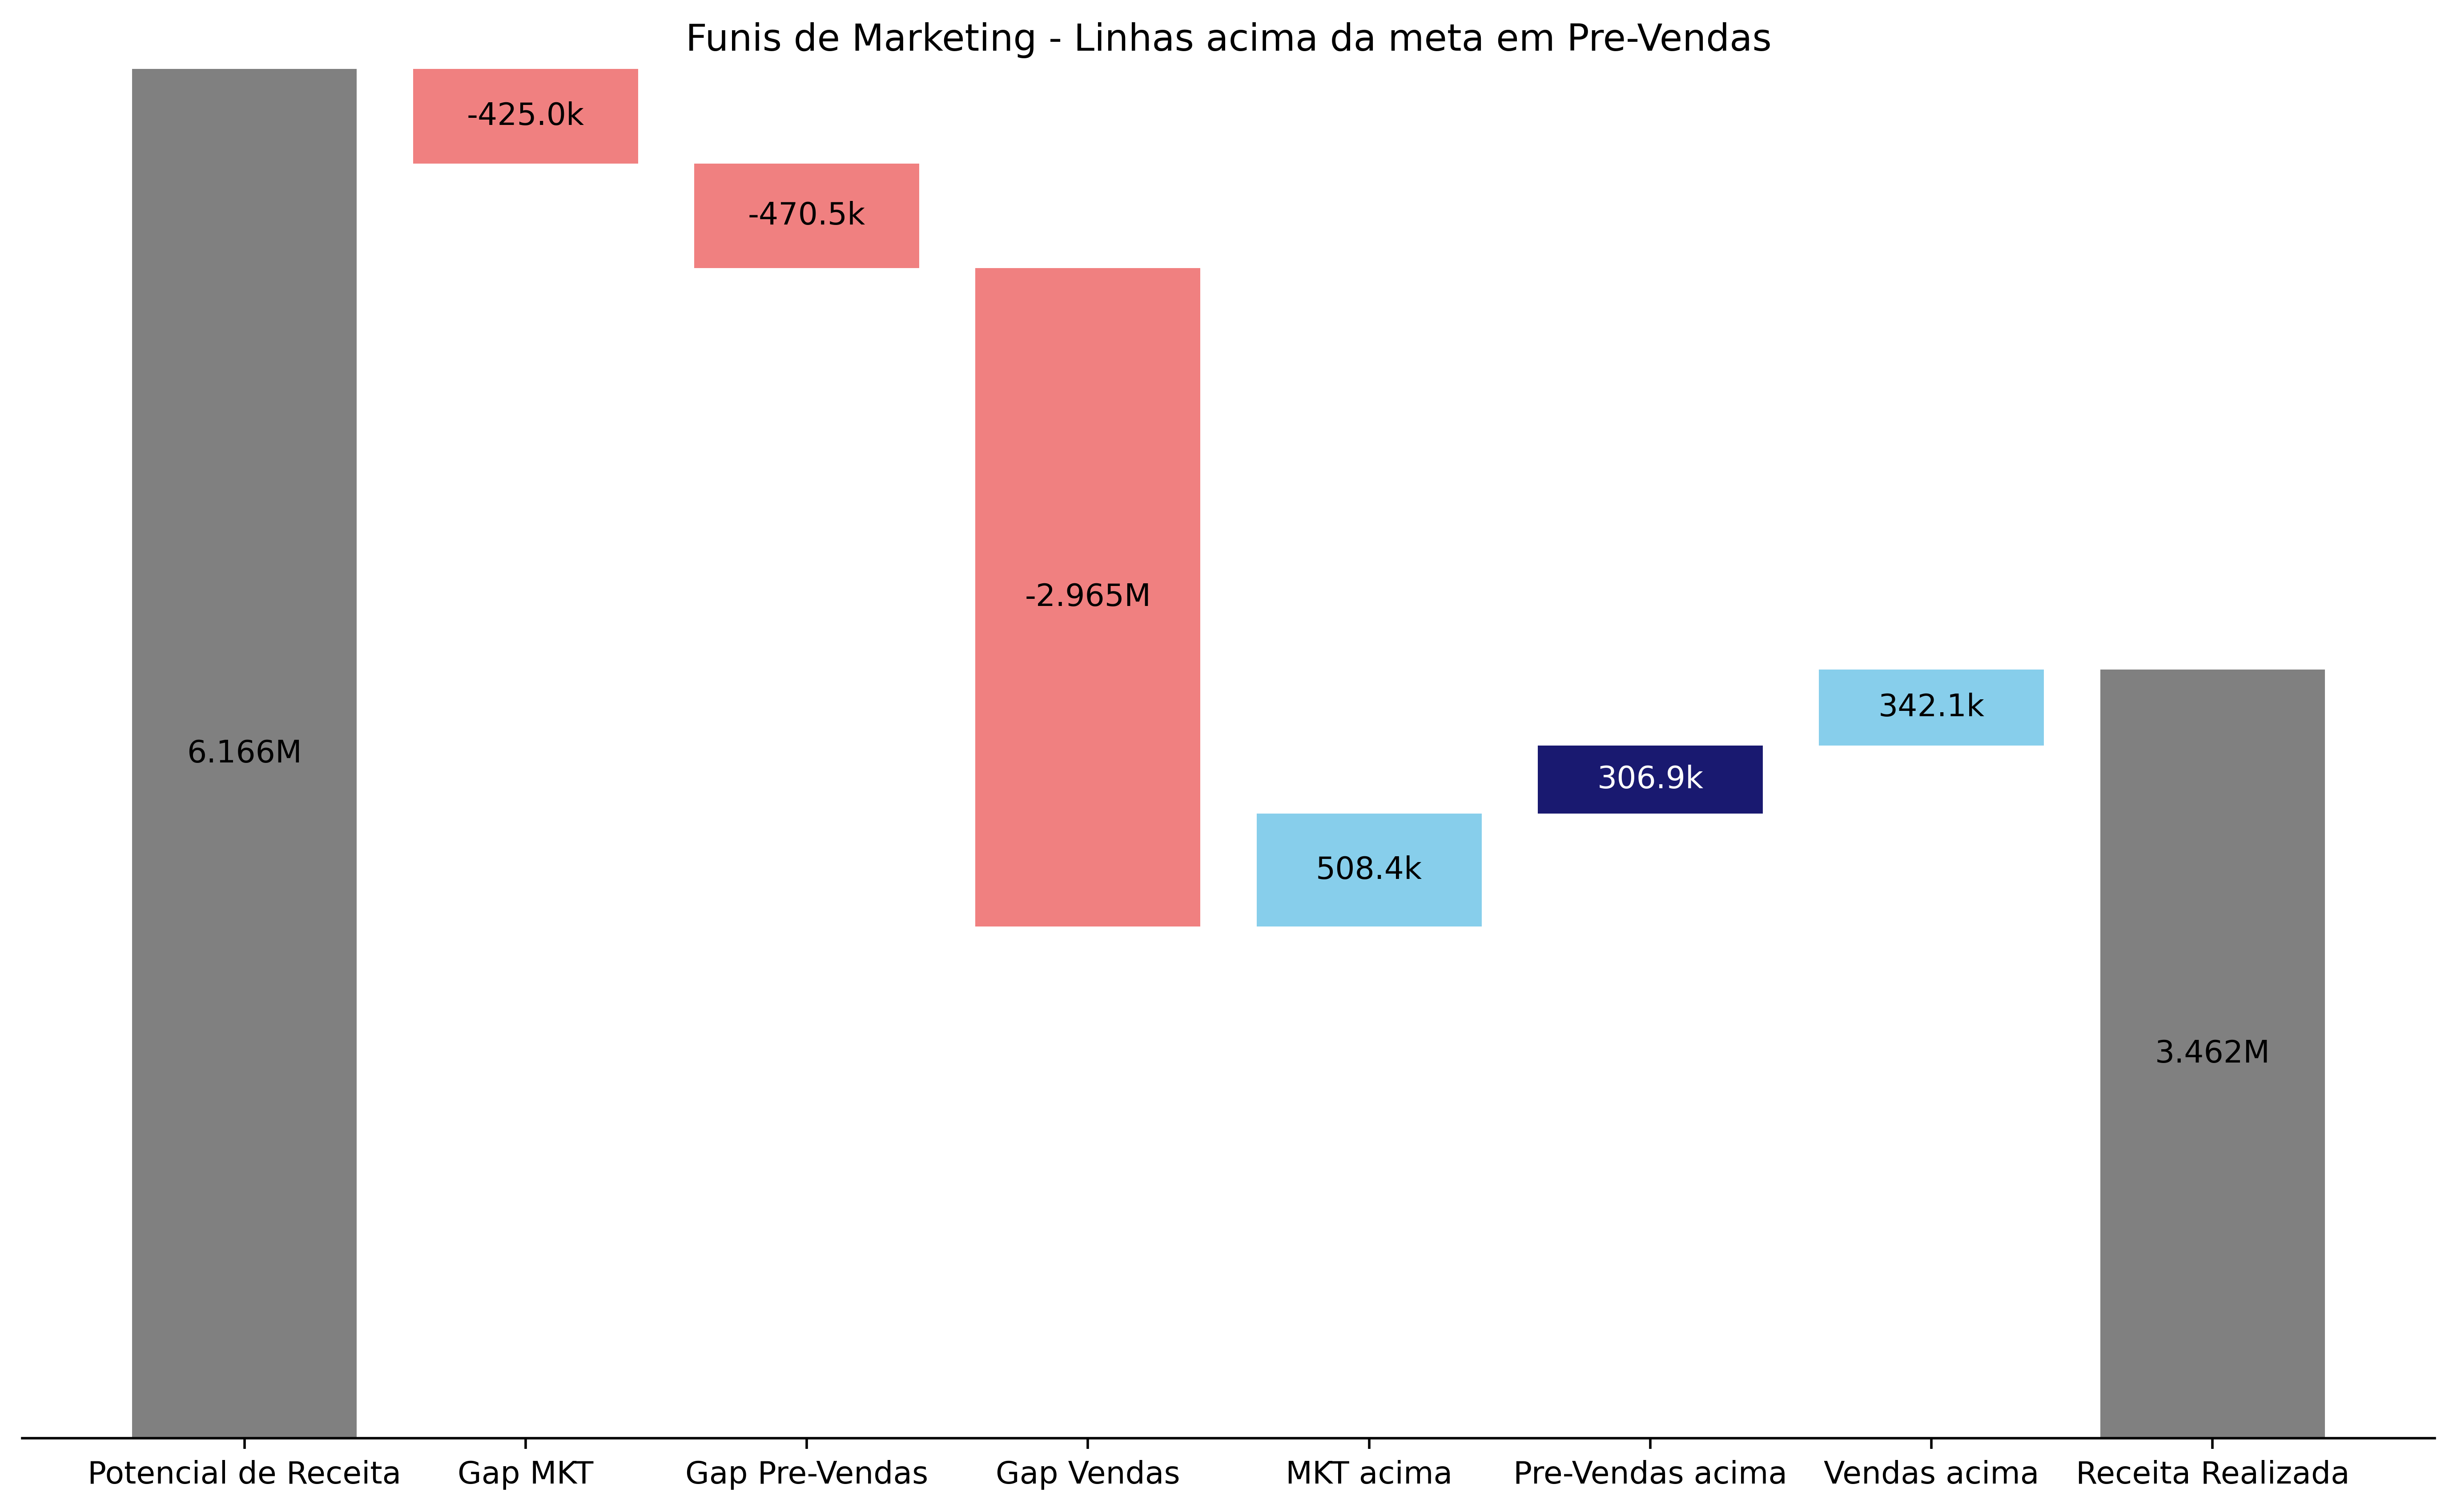 Funis de Marketing - Linhas acima da meta em Pre-Vendas
-425.0k
-470.5k
-2.965M
342.1k
6.166M
306.9k
508.4k
3.462M
Potencial de Receita Gap MKT Gap Pre-Vendas Gap Vendas MKT acima Pre-Vendas acima Vendas acima Receita Realizada